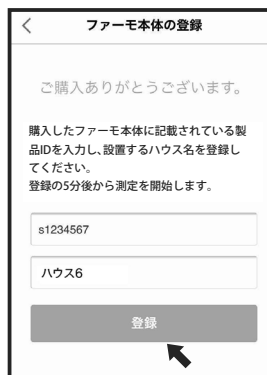 ファーモ本体の登録
ご購入ありがとうございます。
購入したファーモ本体に記載されている製
品IDを入力し、設置するハウス名を登録し
てください。
登録の5分後から測定を開始します。
s1234567
ハウス6
登録